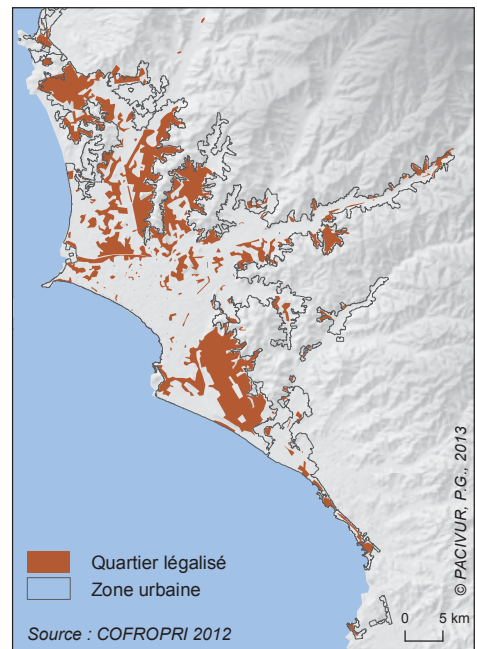 Quartier légalisé
Zone urbaine
Source : COFROPRI 2012
0 5 km
© PACIVUR, P.G., 2013